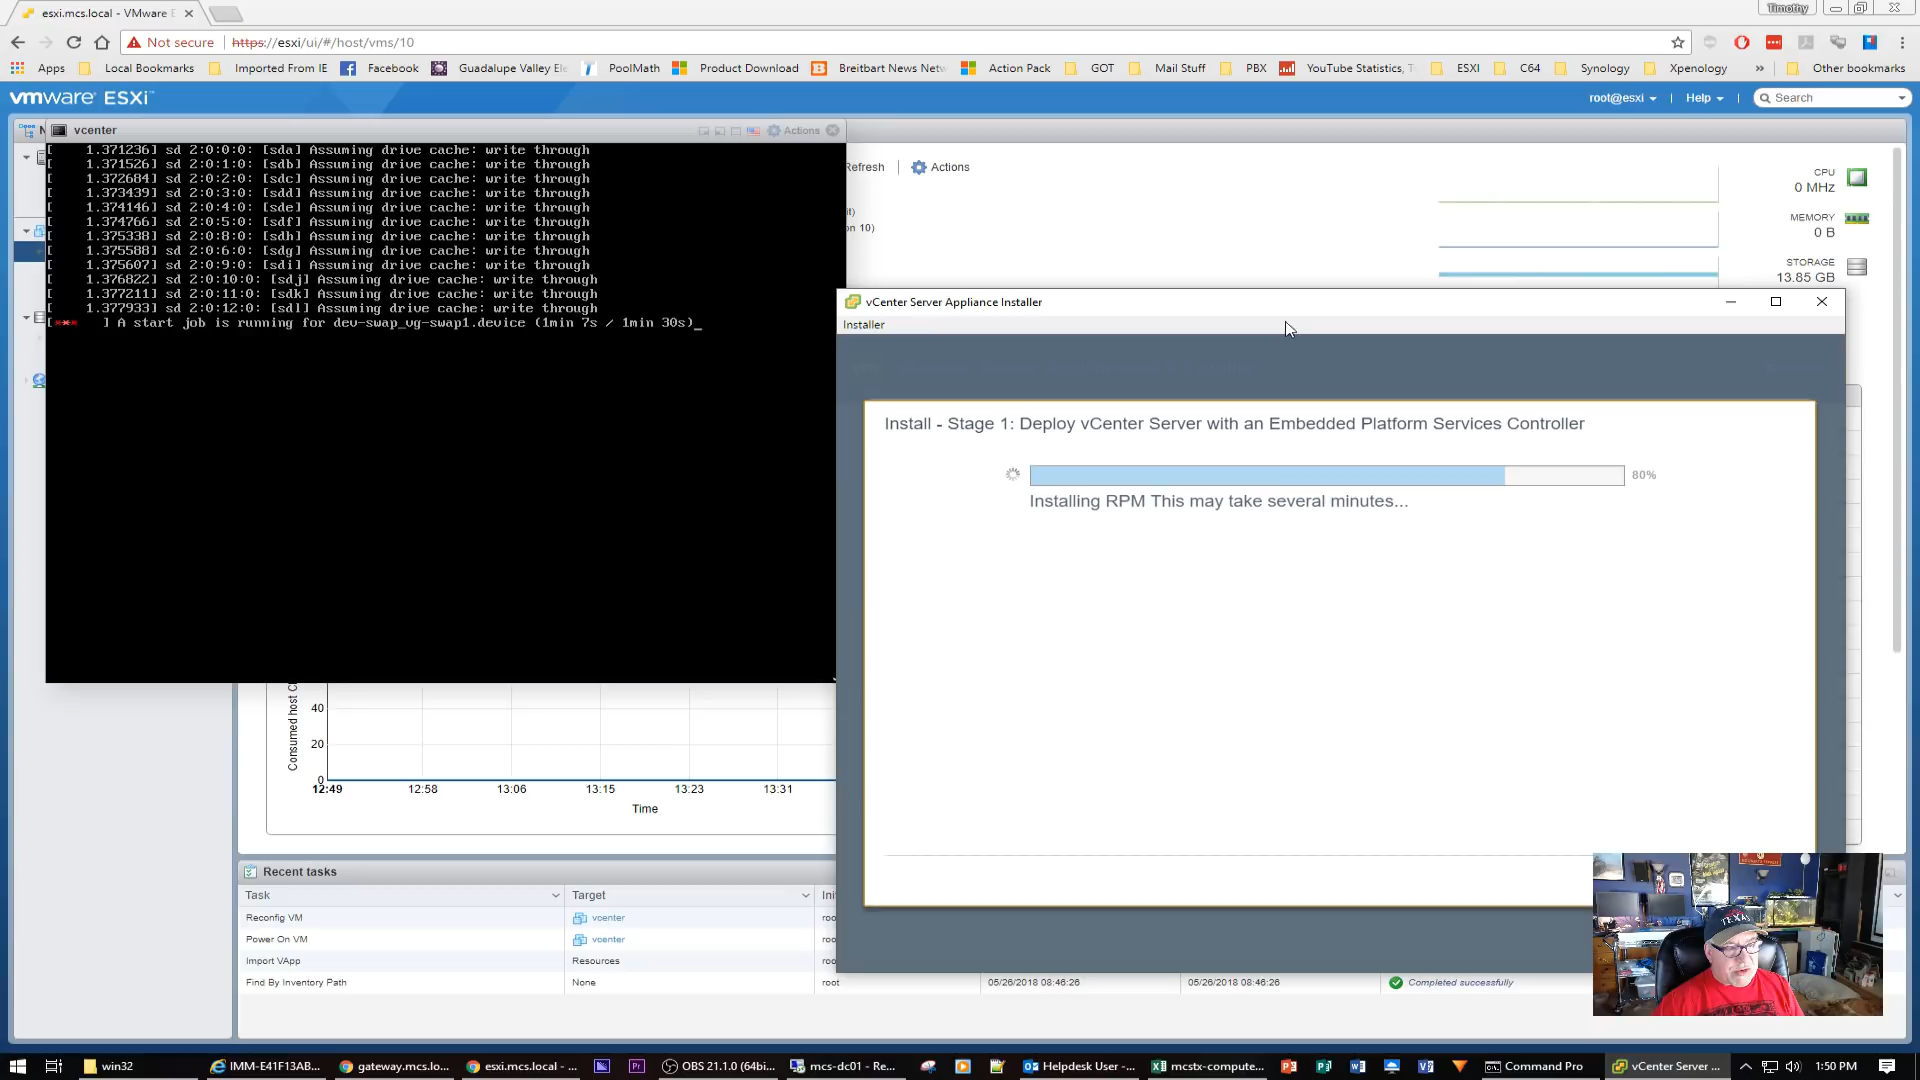 esxi.mcs.local - VMware E
Timothy
Not secure
https://esxi/ui/#/host/vms/10
Apps
Local Bookmarks
Imported From IE
Facebook
Guadalupe Valley Ele
PoolMath
Product Download
Breitbart News Netw
Action Pack
GOT
Mail Stuff
PBX
YouTube Statistics, T
ESXI
C64
Synology
Xpenology
»
Other bookmarks
vmware ESXi
root@esxi
Help
Search
vcenter
Actions
[    1.371236] sd 2:0:0:0: [sda] Assuming drive cache: write through
[    1.371526] sd 2:0:1:0: [sdb] Assuming drive cache: write through
[    1.372684] sd 2:0:2:0: [sdc] Assuming drive cache: write through
[    1.373439] sd 2:0:3:0: [sdd] Assuming drive cache: write through
[    1.374146] sd 2:0:4:0: [sde] Assuming drive cache: write through
[    1.374766] sd 2:0:5:0: [sdf] Assuming drive cache: write through
[    1.375338] sd 2:0:8:0: [sdh] Assuming drive cache: write through
[    1.375588] sd 2:0:6:0: [sdg] Assuming drive cache: write through
[    1.375607] sd 2:0:9:0: [sdi] Assuming drive cache: write through
[    1.376822] sd 2:0:10:0: [sdj] Assuming drive cache: write through
[    1.377211] sd 2:0:11:0: [sdk] Assuming drive cache: write through
[    1.377933] sd 2:0:12:0: [sdl] Assuming drive cache: write through
[***   ] A start job is running for dev-swap_vg-swap1.device (1min 7s / 1min 30s)_
Refresh
Actions
it)
on 10)
CPU
0 MHz
MEMORY
0 B
STORAGE
13.85 GB
vCenter Server Appliance Installer
Installer
Install - Stage 1: Deploy vCenter Server with an Embedded Platform Services Controller
80%
Installing RPM This may take several minutes...
Consumed host C
40
20
0
12:49
12:58
13:06
13:15
13:23
13:31
Time
Recent tasks
Task
Target
Ini
Reconfig VM
vcenter
roo
Power On VM
vcenter
roo
Import VApp
Resources
roo
Find By Inventory Path
None
root
05/26/2018 08:46:26
05/26/2018 08:46:26
Completed successfully
TEXAS
win32
IMM-E41F13AB...
gateway.mcs.lo...
esxi.mcs.local - ...
OBS 21.1.0 (64bi...
mcs-dc01 - Re...
Helpdesk User -...
mcstx-compute...
Command Pro
vCenter Server ...
1:50 PM